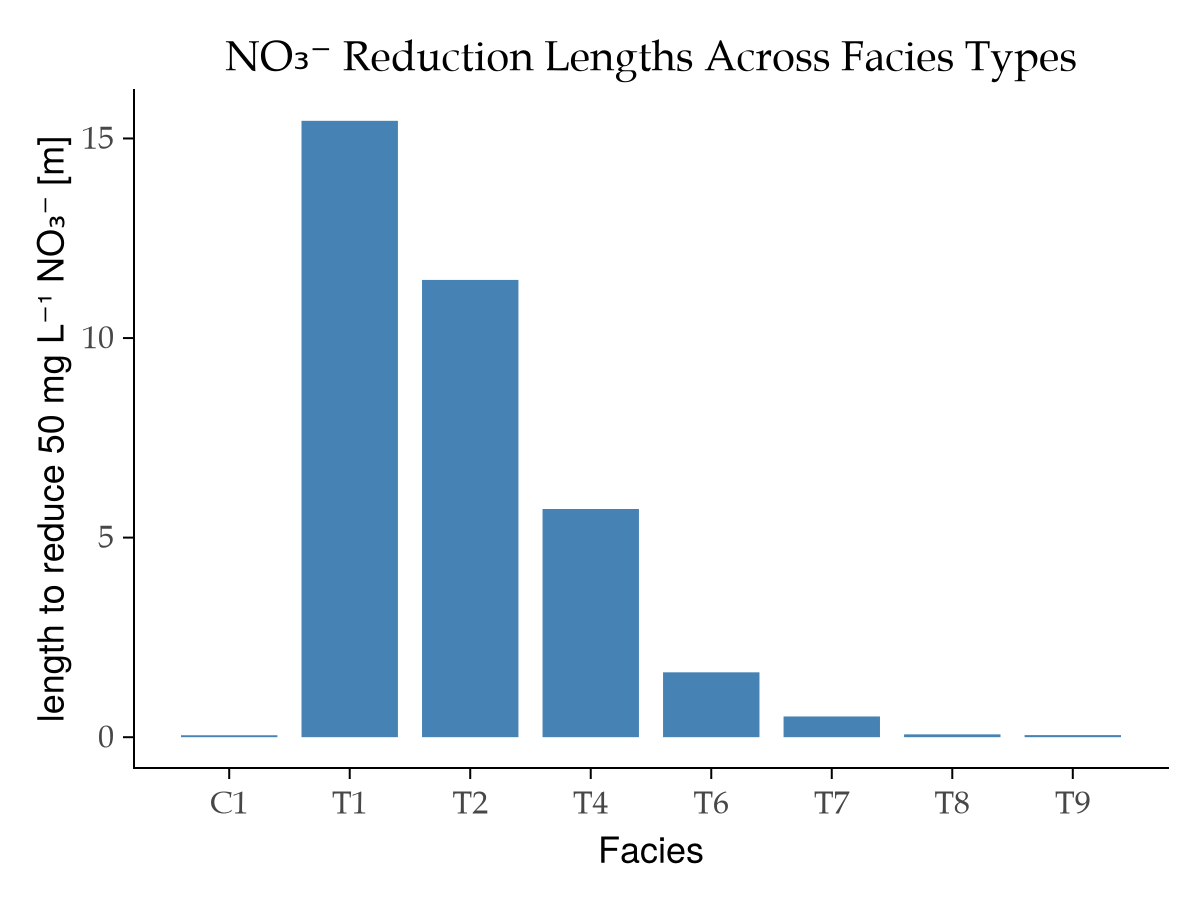 NO₃⁻ Reduction Lengths Across Facies Types
length to reduce 50 mg L⁻¹ NO₃⁻ [m]
15
10
5
0
C1 T1 T2 T4 T6 T7 T8 T9
Facies